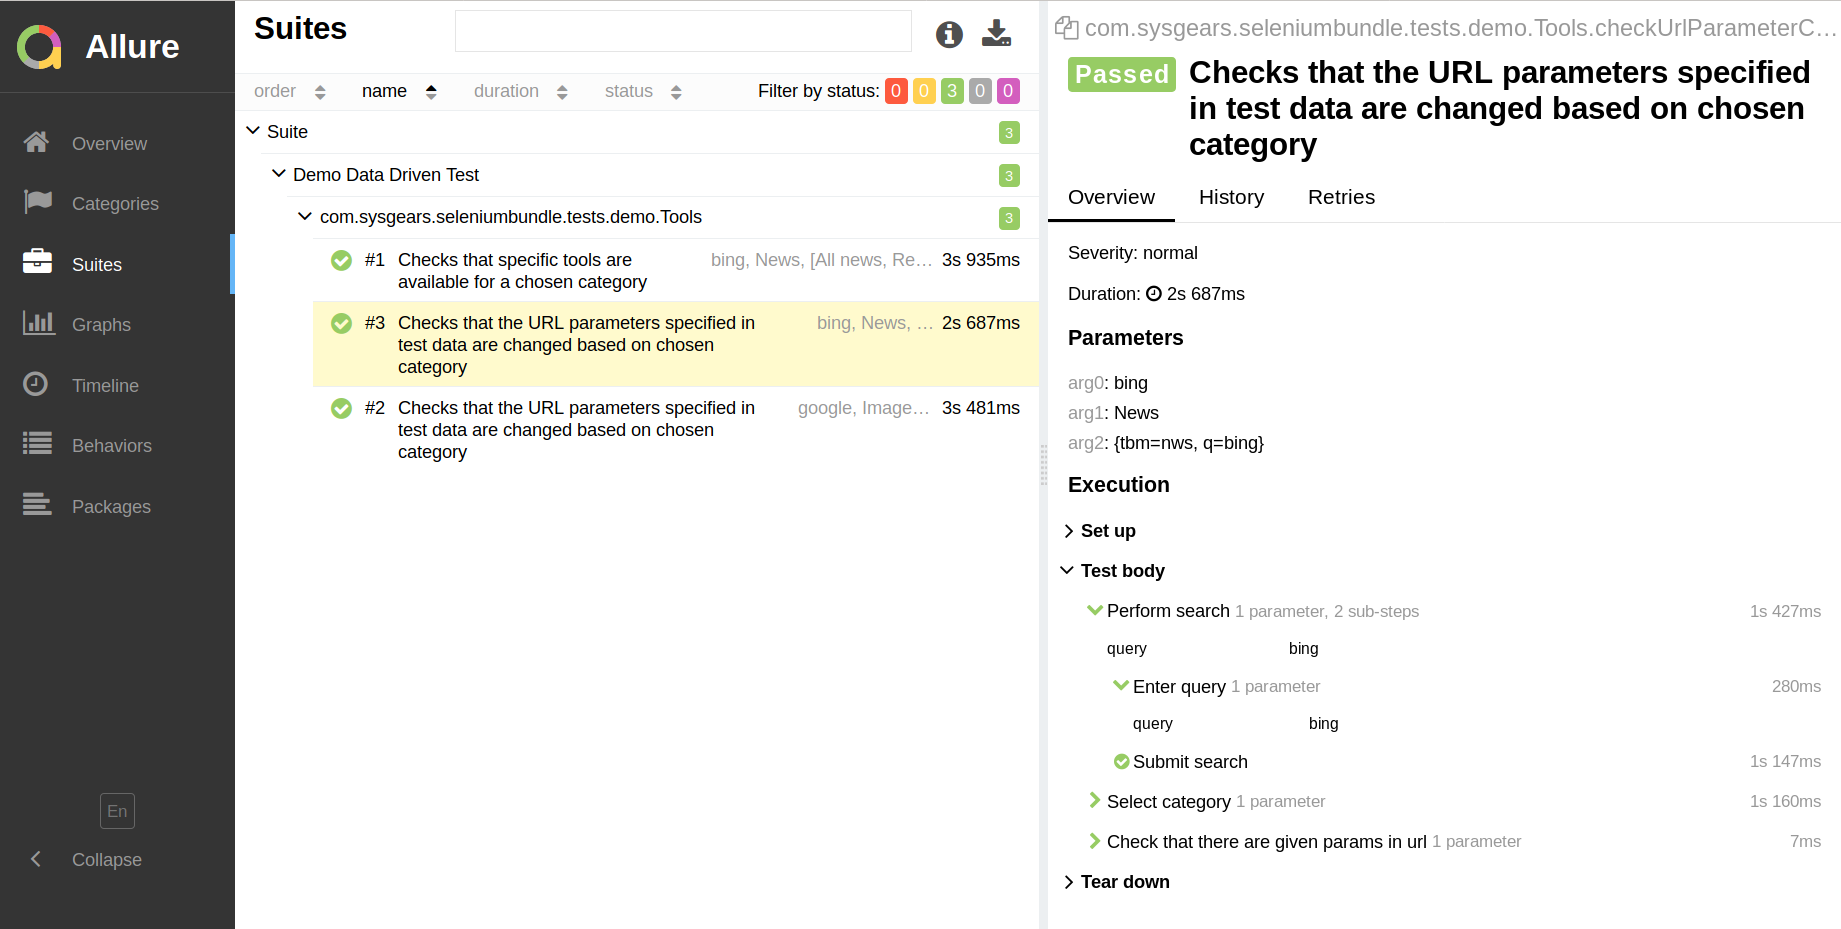 Allure
Overview
Categories
Suites
Graphs
Timeline
Behaviors
Packages
En
Collapse
Suites
order name duration status Filter by status: 0 0 3 0 0
Suite 3
Demo Data Driven Test 3
com.sysgears.seleniumbundle.tests.demo.Tools 3
#1 Checks that specific tools are bing, News, [All news, Re... 3s 935ms
available for a chosen category
#3 Checks that the URL parameters specified in bing, News, ... 2s 687ms
test data are changed based on chosen
category
#2 Checks that the URL parameters specified in google, Image... 3s 481ms
test data are changed based on chosen
category
com.sysgears.seleniumbundle.tests.demo.Tools.checkUrlParameterC...
Passed Checks that the URL parameters specified
in test data are changed based on chosen
category
Overview History Retries
Severity: normal
Duration: 2s 687ms
Parameters
arg0: bing
arg1: News
arg2: {tbm=nws, q=bing}
Execution
Set up
Test body
Perform search 1 parameter, 2 sub-steps 1s 427ms
query bing
Enter query 1 parameter 280ms
query bing
Submit search 1s 147ms
Select category 1 parameter 1s 160ms
Check that there are given params in url 1 parameter 7ms
Tear down